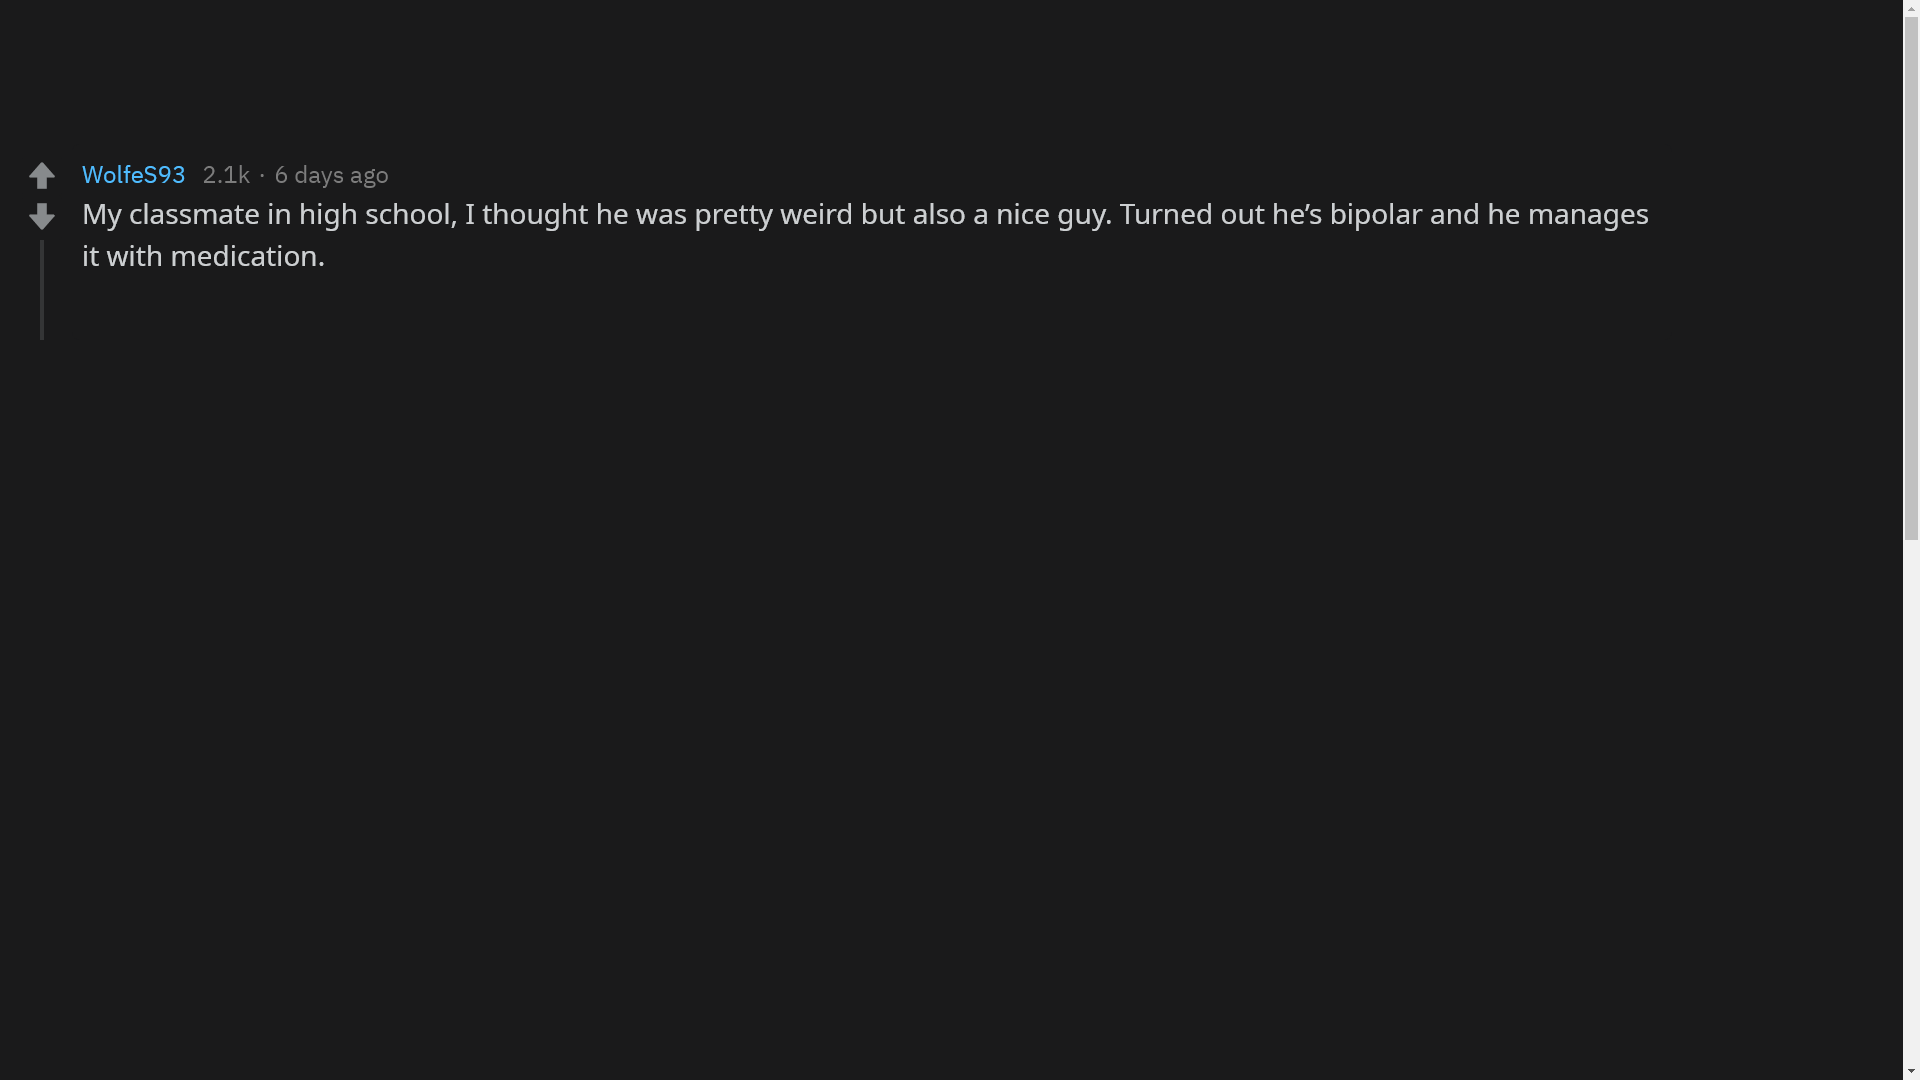 WolfeS93 2.1k · 6 days ago
My classmate in high school, I thought he was pretty weird but also a nice guy. Turned out he’s bipolar and he manages
it with medication.